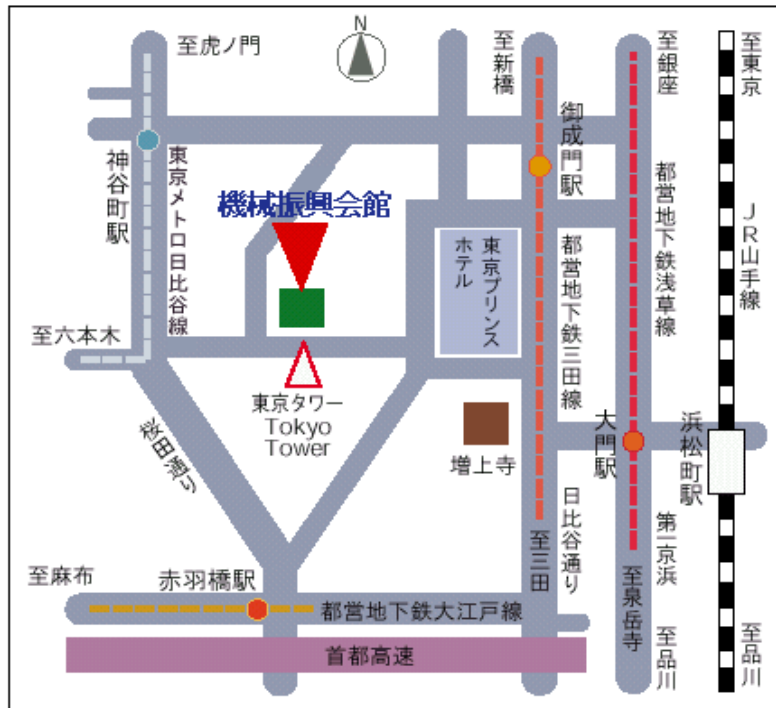 至虎ノ門
N
至新橋
至銀座
至東京
御成門駅
神谷町駅
東京メトロ日比谷線
機械振興会館
東京プリンス
ホテル
都営地下鉄三田線
都営地下鉄浅草線
JR山手線
至六本木
東京タワー
Tokyo
Tower
桜田通り
増上寺
大門駅
浜松町駅
日比谷通り
至三田
第一京浜
至泉岳寺
至品川
至品川
至麻布
赤羽橋駅
都営地下鉄大江戸線
首都高速